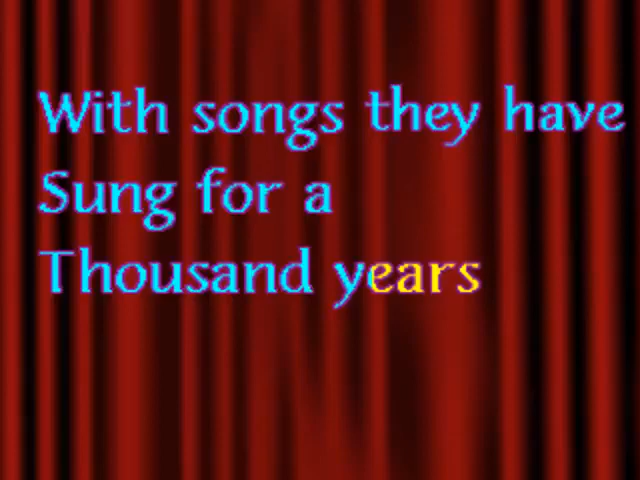 With songs they have
Sung for a
Thousand years